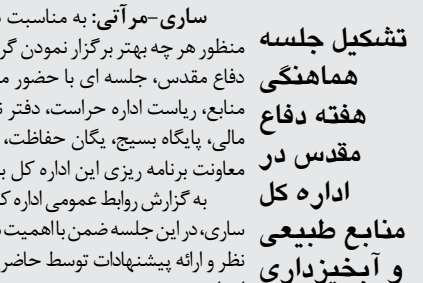 تشکیل جلسه
هماهنگی
هفته دفاع
مقدس در
اداره کل
منابع طبیعی
و آبخیزداری
ساری-مرآتی: به مناسبت
منظور هر چه بهتر برگزار نمودن
دفاع مقدس، جلسه ای با حضور
منابع، ریاست اداره حراست، دفتر
مالی، پایگاه بسیج، یگان حفاظت،
معاونت برنامه ریزی این اداره کل
به گزارش روابط عمومی اداره
ساری، در این جلسه ضمن با اهمیت
نظر و ارائه پیشنهادات توسط